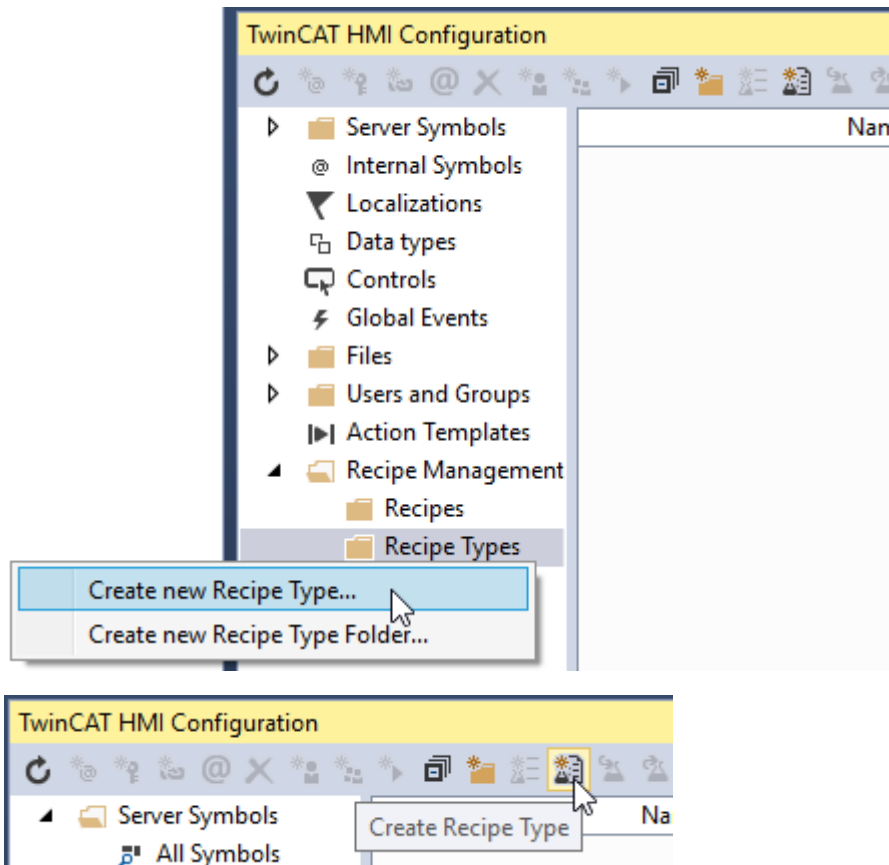 TwinCAT HMI Configuration
Nam
Server Symbols
Internal Symbols
Localizations
Data types
Controls
Global Events
Files
Users and Groups
Action Templates
Recipe Management
Recipes
Recipe Types
Create new Recipe Type...
Create new Recipe Type Folder...
TwinCAT HMI Configuration
Server Symbols
Create Recipe Type
Na
All Symbols